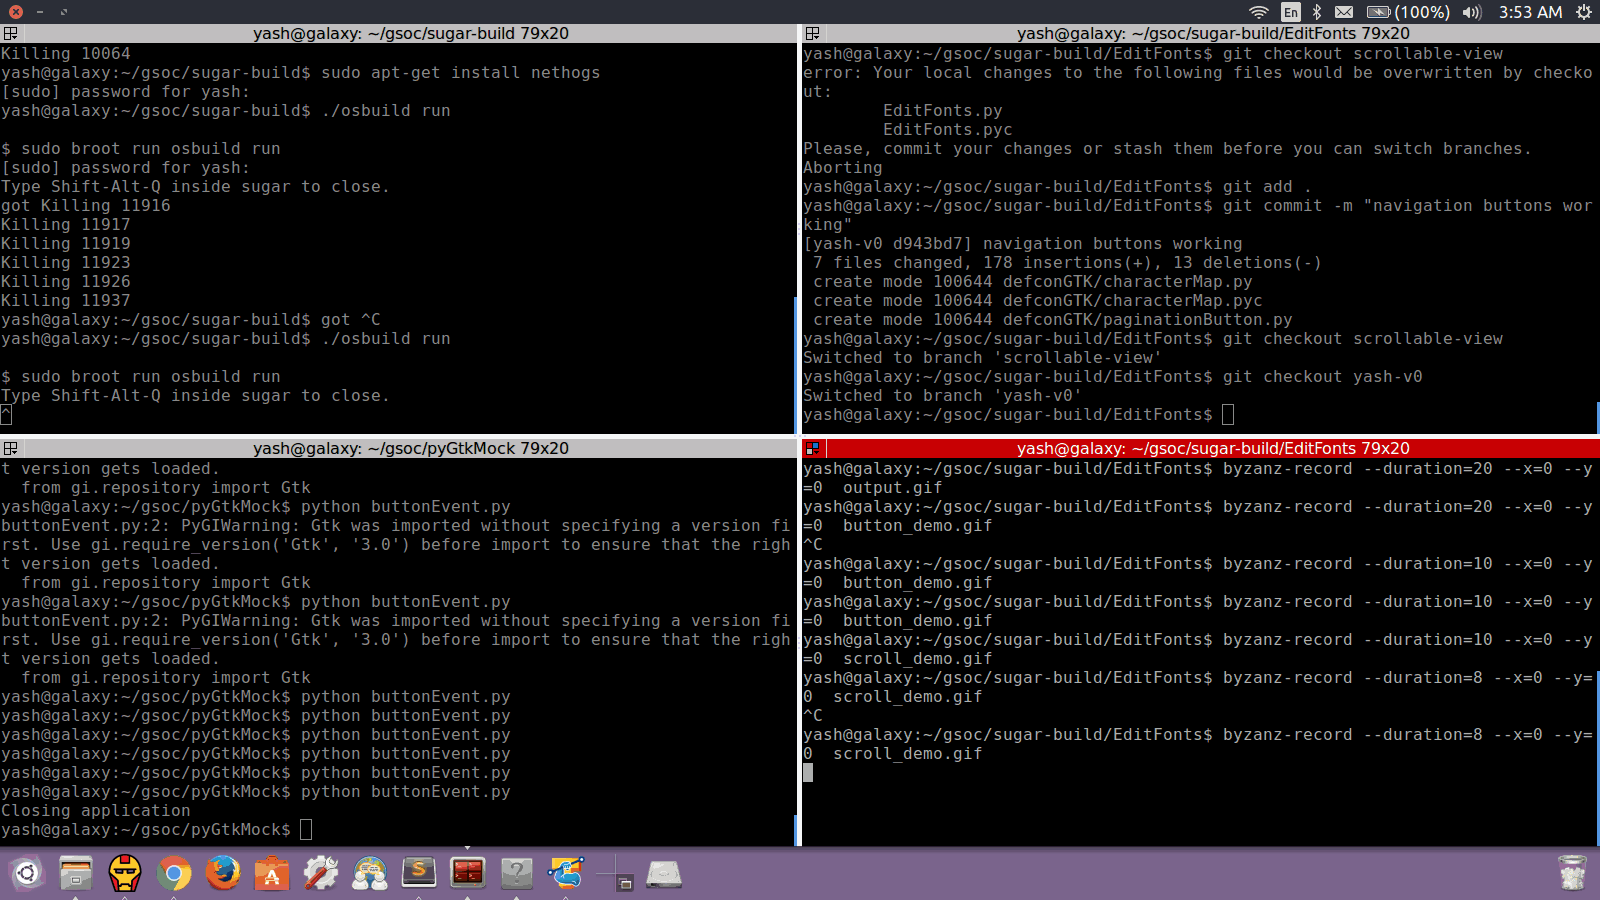 En (100%) 3:53 AM
yash@galaxy: ~/gsoc/sugar-build 79x20
Killing 10064
yash@galaxy:~/gsoc/sugar-build$ sudo apt-get install nethogs
[sudo] password for yash:
yash@galaxy:~/gsoc/sugar-build$ ./osbuild run
$ sudo broot run osbuild run
[sudo] password for yash:
Type Shift-Alt-Q inside sugar to close.
got Killing 11916
Killing 11917
Killing 11919
Killing 11923
Killing 11926
Killing 11937
yash@galaxy:~/gsoc/sugar-build$ got ^C
yash@galaxy:~/gsoc/sugar-build$ ./osbuild run
$ sudo broot run osbuild run
Type Shift-Alt-Q inside sugar to close.
^
yash@galaxy: ~/gsoc/sugar-build/EditFonts 79x20
yash@galaxy:~/gsoc/sugar-build/EditFonts$ git checkout scrollable-view
error: Your local changes to the following files would be overwritten by checko
ut:
EditFonts.py
EditFonts.pyc
Please, commit your changes or stash them before you can switch branches.
Aborting
yash@galaxy:~/gsoc/sugar-build/EditFonts$ git add .
yash@galaxy:~/gsoc/sugar-build/EditFonts$ git commit -m "navigation buttons wor
king"
[yash-v0 d943bd7] navigation buttons working
7 files changed, 178 insertions(+), 13 deletions(-)
create mode 100644 defconGTK/characterMap.py
create mode 100644 defconGTK/characterMap.pyc
create mode 100644 defconGTK/paginationButton.py
yash@galaxy:~/gsoc/sugar-build/EditFonts$ git checkout scrollable-view
Switched to branch 'scrollable-view'
yash@galaxy:~/gsoc/sugar-build/EditFonts$ git checkout yash-v0
Switched to branch 'yash-v0'
yash@galaxy:~/gsoc/sugar-build/EditFonts$
yash@galaxy: ~/gsoc/pyGtkMock 79x20
t version gets loaded.
from gi.repository import Gtk
yash@galaxy:~/gsoc/pyGtkMock$ python buttonEvent.py
buttonEvent.py:2: PyGIWarning: Gtk was imported without specifying a version fi
rst. Use gi.require_version('Gtk', '3.0') before import to ensure that the righ
t version gets loaded.
from gi.repository import Gtk
yash@galaxy:~/gsoc/pyGtkMock$ python buttonEvent.py
buttonEvent.py:2: PyGIWarning: Gtk was imported without specifying a version fi
rst. Use gi.require_version('Gtk', '3.0') before import to ensure that the righ
t version gets loaded.
from gi.repository import Gtk
yash@galaxy:~/gsoc/pyGtkMock$ python buttonEvent.py
yash@galaxy:~/gsoc/pyGtkMock$ python buttonEvent.py
yash@galaxy:~/gsoc/pyGtkMock$ python buttonEvent.py
yash@galaxy:~/gsoc/pyGtkMock$ python buttonEvent.py
yash@galaxy:~/gsoc/pyGtkMock$ python buttonEvent.py
yash@galaxy:~/gsoc/pyGtkMock$ python buttonEvent.py
Closing application
yash@galaxy:~/gsoc/pyGtkMock$
yash@galaxy: ~/gsoc/sugar-build/EditFonts 79x20
yash@galaxy:~/gsoc/sugar-build/EditFonts$ byzanz-record --duration=20 --x=0 --y
=0  output.gif
yash@galaxy:~/gsoc/sugar-build/EditFonts$ byzanz-record --duration=20 --x=0 --y
=0  button_demo.gif
^C
yash@galaxy:~/gsoc/sugar-build/EditFonts$ byzanz-record --duration=10 --x=0 --y
=0  button_demo.gif
yash@galaxy:~/gsoc/sugar-build/EditFonts$ byzanz-record --duration=10 --x=0 --y
=0  button_demo.gif
yash@galaxy:~/gsoc/sugar-build/EditFonts$ byzanz-record --duration=10 --x=0 --y
=0  scroll_demo.gif
yash@galaxy:~/gsoc/sugar-build/EditFonts$ byzanz-record --duration=8 --x=0 --y=
0  scroll_demo.gif
^C
yash@galaxy:~/gsoc/sugar-build/EditFonts$ byzanz-record --duration=8 --x=0 --y=
0  scroll_demo.gif